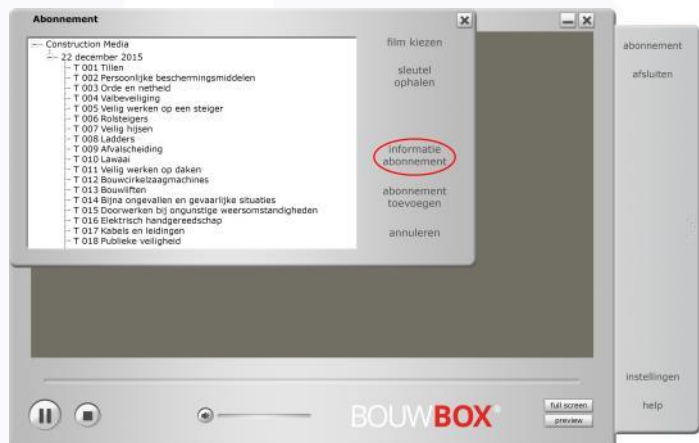 Abonnement
Construction Media
22 december 2015
T 001 Tillen
T 002 Persoonlijke beschermingsmiddelen
T 003 Orde en netheid
T 004 Valbeveiliging
T 005 Veilig werken op een steiger
T 006 Rolsteigers
T 007 Veilig hijsen
T 008 Ladders
T 009 Afvalscheiding
T 010 Lawaai
T 011 Veilig werken op daken
T 012 Bouwcirkelzaagmachines
T 013 Bouwliften
T 014 Bijna ongevallen en gevaarlijke situaties
T 015 Doorwerken bij ongunstige weersomstandigheden
T 016 Elektrisch handgereedschap
T 017 Kabels en leidingen
T 018 Publieke veiligheid
film kiezen
sleutel
ophalen
informatie
abonnement
abonnement
toevoegen
annuleren
abonnement
afsluiten
instellingen
help
BOUWBOX®
full screen
preview